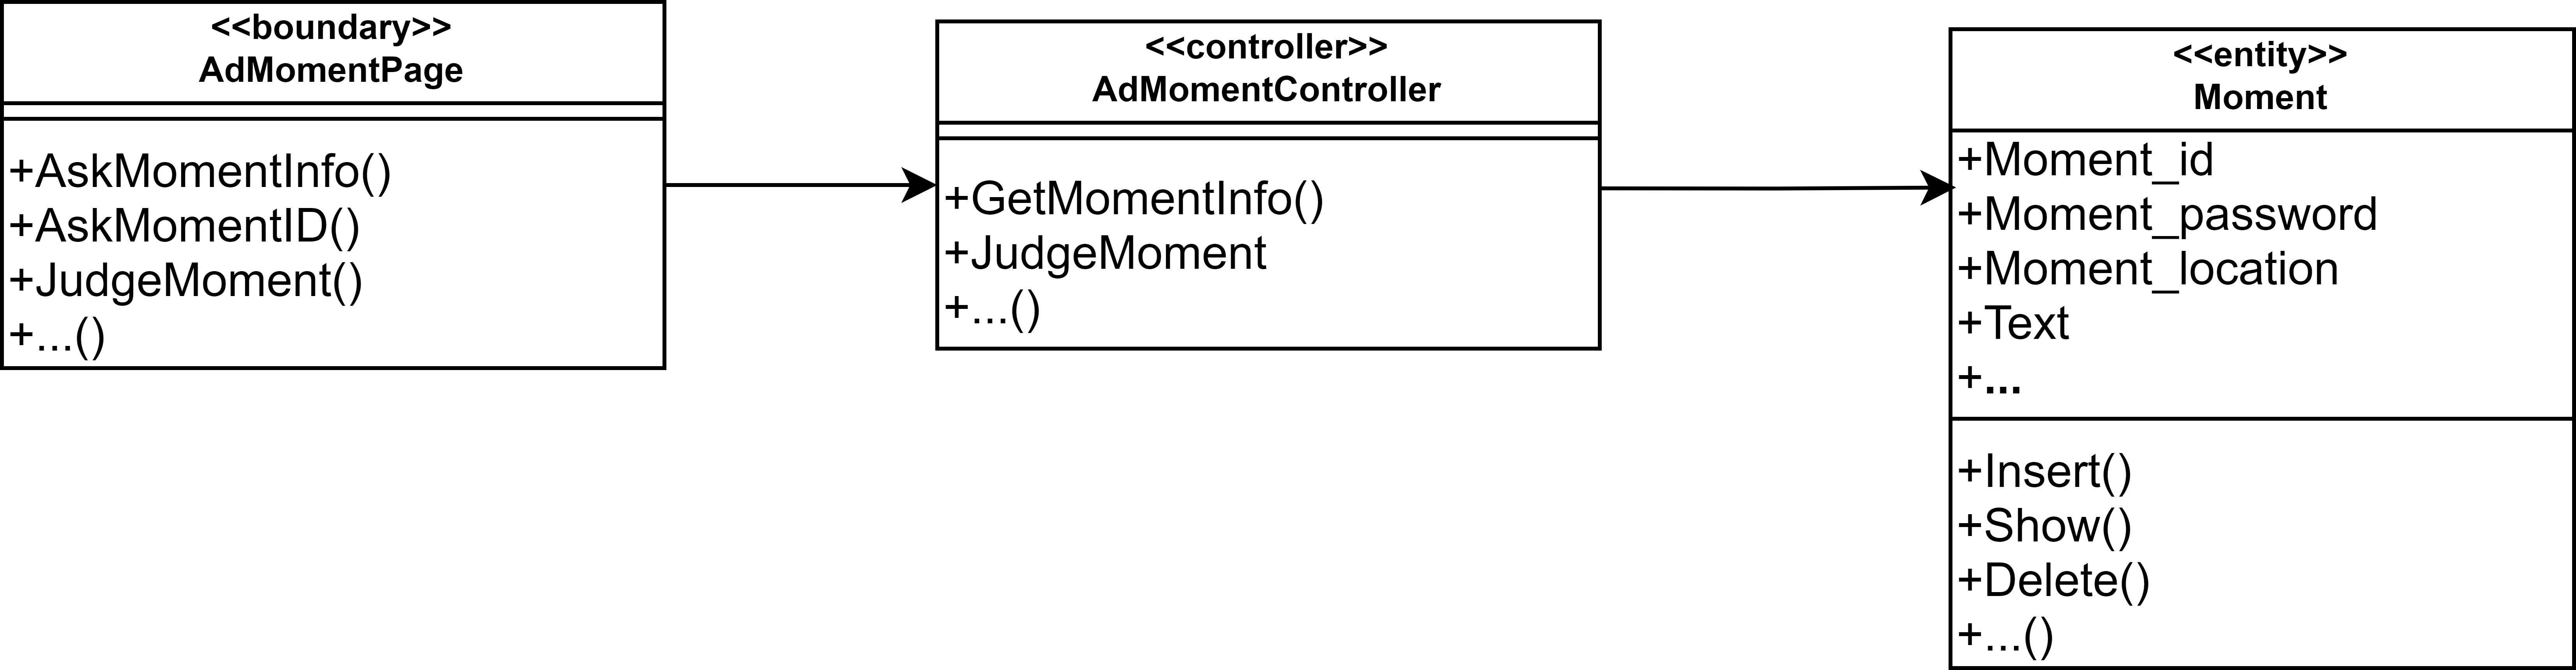 <<boundary>>
AdMomentPage
+AskMomentInfo()
+AskMomentID()
+JudgeMoment()
+...()
<<controller>>
AdMomentController
+GetMomentInfo()
+JudgeMoment
+...()
<<entity>>
Moment
+Moment_id
+Moment_password
+Moment_location
+Text
+...
+Insert()
+Show()
+Delete()
+...()